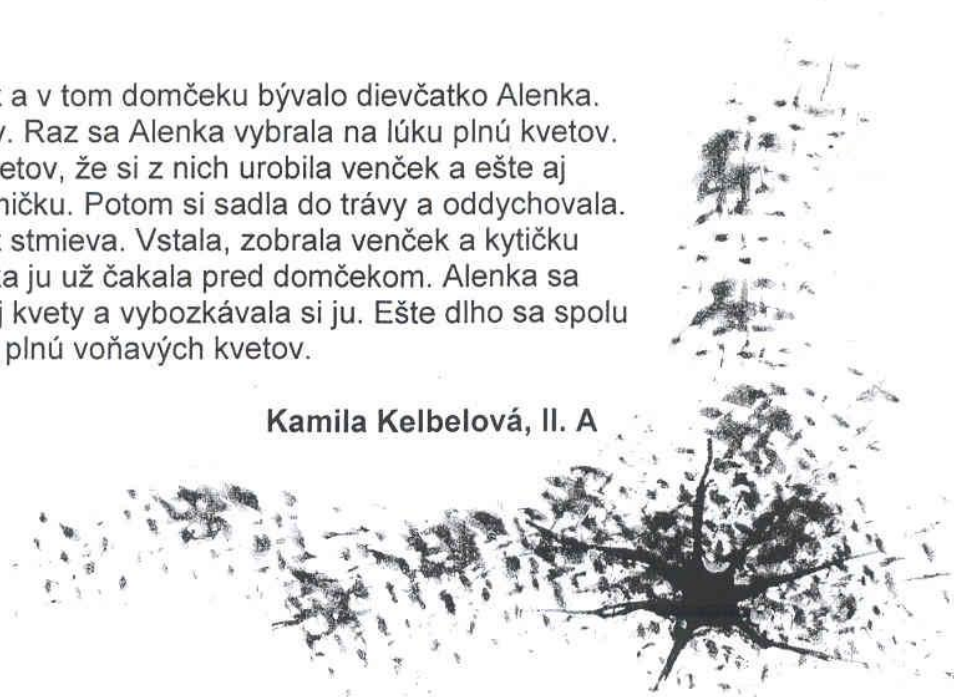 a v tom domčeku bývalo dievčatko Alenka.
Raz sa Alenka vybrala na lúku plnú kvetov.
že si z nich urobila venček a ešte aj
Potom si sadla do trávy a oddychovala.
stmieva. Vstala, zobrala venček a kytičku
ju už čakala pred domčekom. Alenka sa
kvety a vybozkávala si ju. Ešte dlho sa spolu
plnú voňavých kvetov.
Kamila Kelbelová, II. A